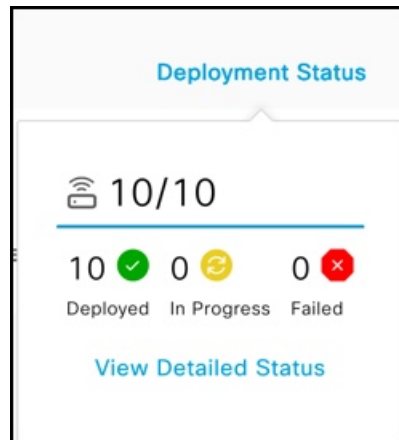 Deployment Status
10/10
10 0 0
Deployed In Progress Failed
View Detailed Status